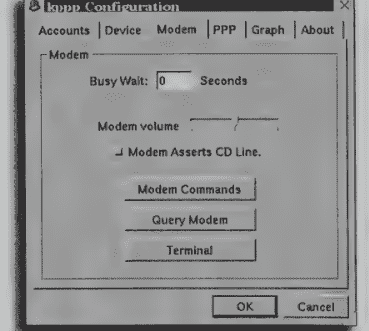 kppp Configuration
Accounts Device Modem PPP Graph About
Modem
Busy Wait: 0 Seconds
Modem volume
Modem Asserts CD Line.
Modem Commands
Query Modem
Terminal
OK Cancel